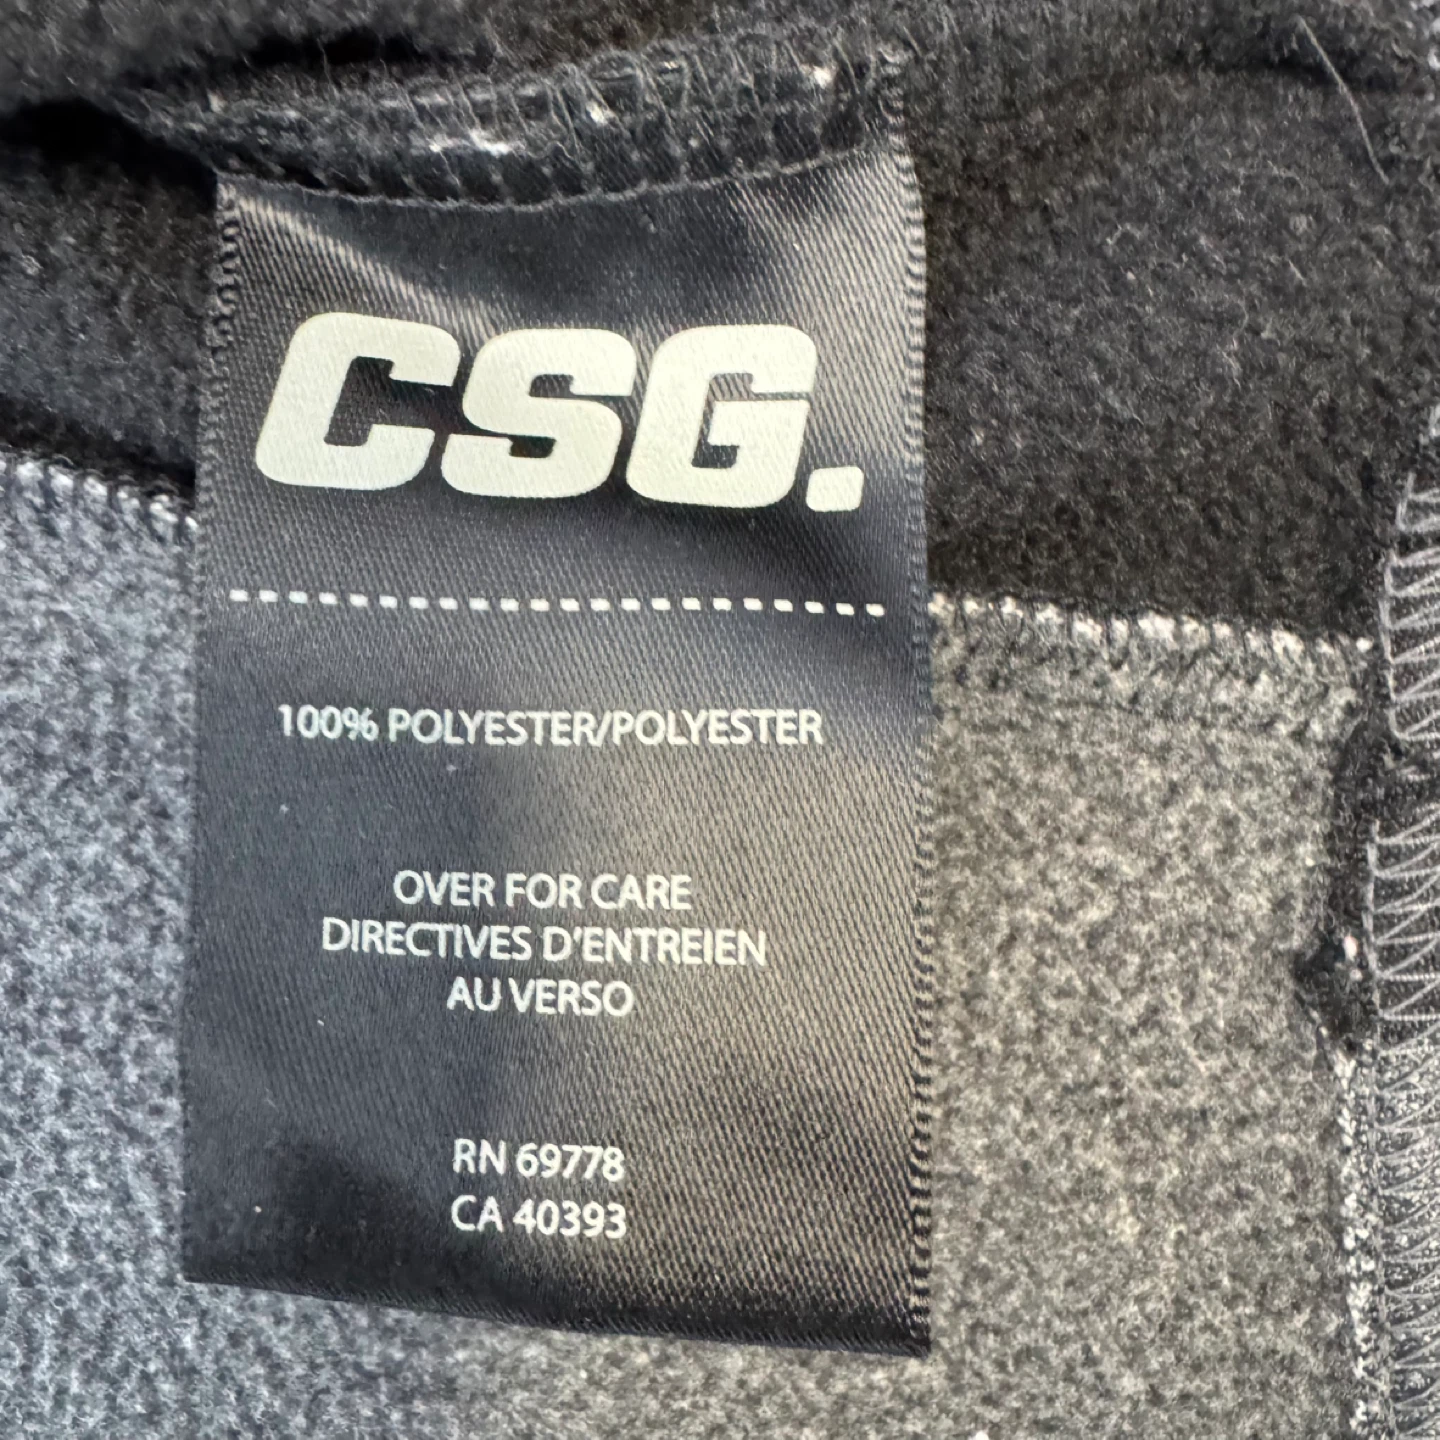 CSG.
100% POLYESTER/POLYESTER
OVER FOR CARE
DIRECTIVES D'ENTREIEN
AU VERSO
RN 69778
CA 40393